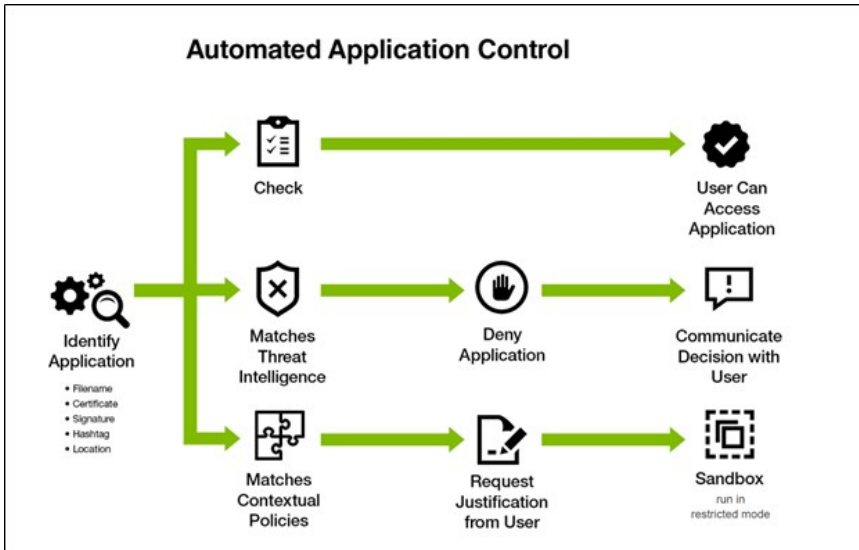 Automated Application Control
Check
User Can
Access
Application
Identify
Application
• Filename
• Certificate
• Signature
• Hashtag
• Location
Matches
Threat
Intelligence
Deny
Application
Communicate
Decision with
User
Matches
Contextual
Policies
Request
Justification
from User
Sandbox
run in
restricted mode